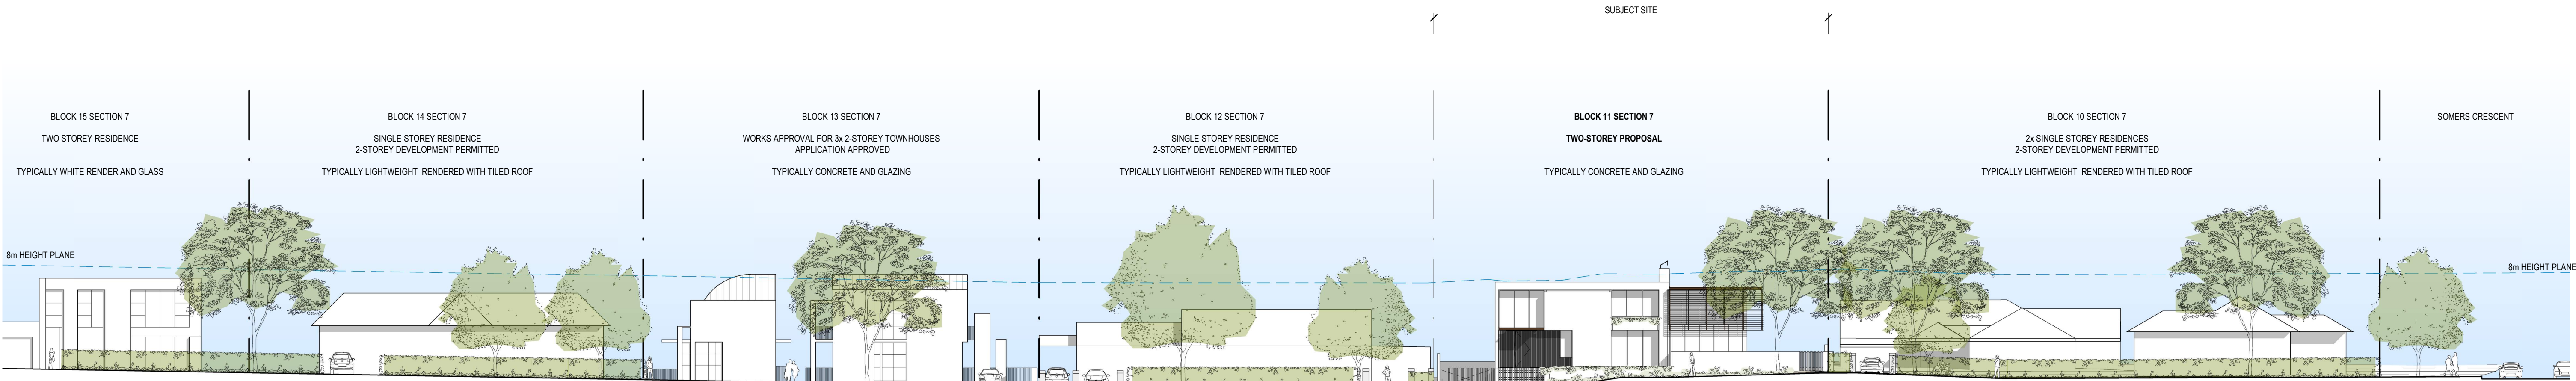 SUBJECT SITE
BLOCK 15 SECTION 7
TWO STOREY RESIDENCE
TYPICALLY WHITE RENDER AND GLASS
BLOCK 14 SECTION 7
SINGLE STOREY RESIDENCE
2-STOREY DEVELOPMENT PERMITTED
TYPICALLY LIGHTWEIGHT RENDERED WITH TILED ROOF
BLOCK 13 SECTION 7
WORKS APPROVAL FOR 3x 2-STOREY TOWNHOUSES
APPLICATION APPROVED
TYPICALLY CONCRETE AND GLAZING
BLOCK 12 SECTION 7
SINGLE STOREY RESIDENCE
2-STOREY DEVELOPMENT PERMITTED
TYPICALLY LIGHTWEIGHT RENDERED WITH TILED ROOF
BLOCK 11 SECTION 7
TWO-STOREY PROPOSAL
TYPICALLY CONCRETE AND GLAZING
BLOCK 10 SECTION 7
2x SINGLE STOREY RESIDENCES
2-STOREY DEVELOPMENT PERMITTED
TYPICALLY LIGHTWEIGHT RENDERED WITH TILED ROOF
SOMERS CRESCENT
8m HEIGHT PLANE
8m HEIGHT PLANE